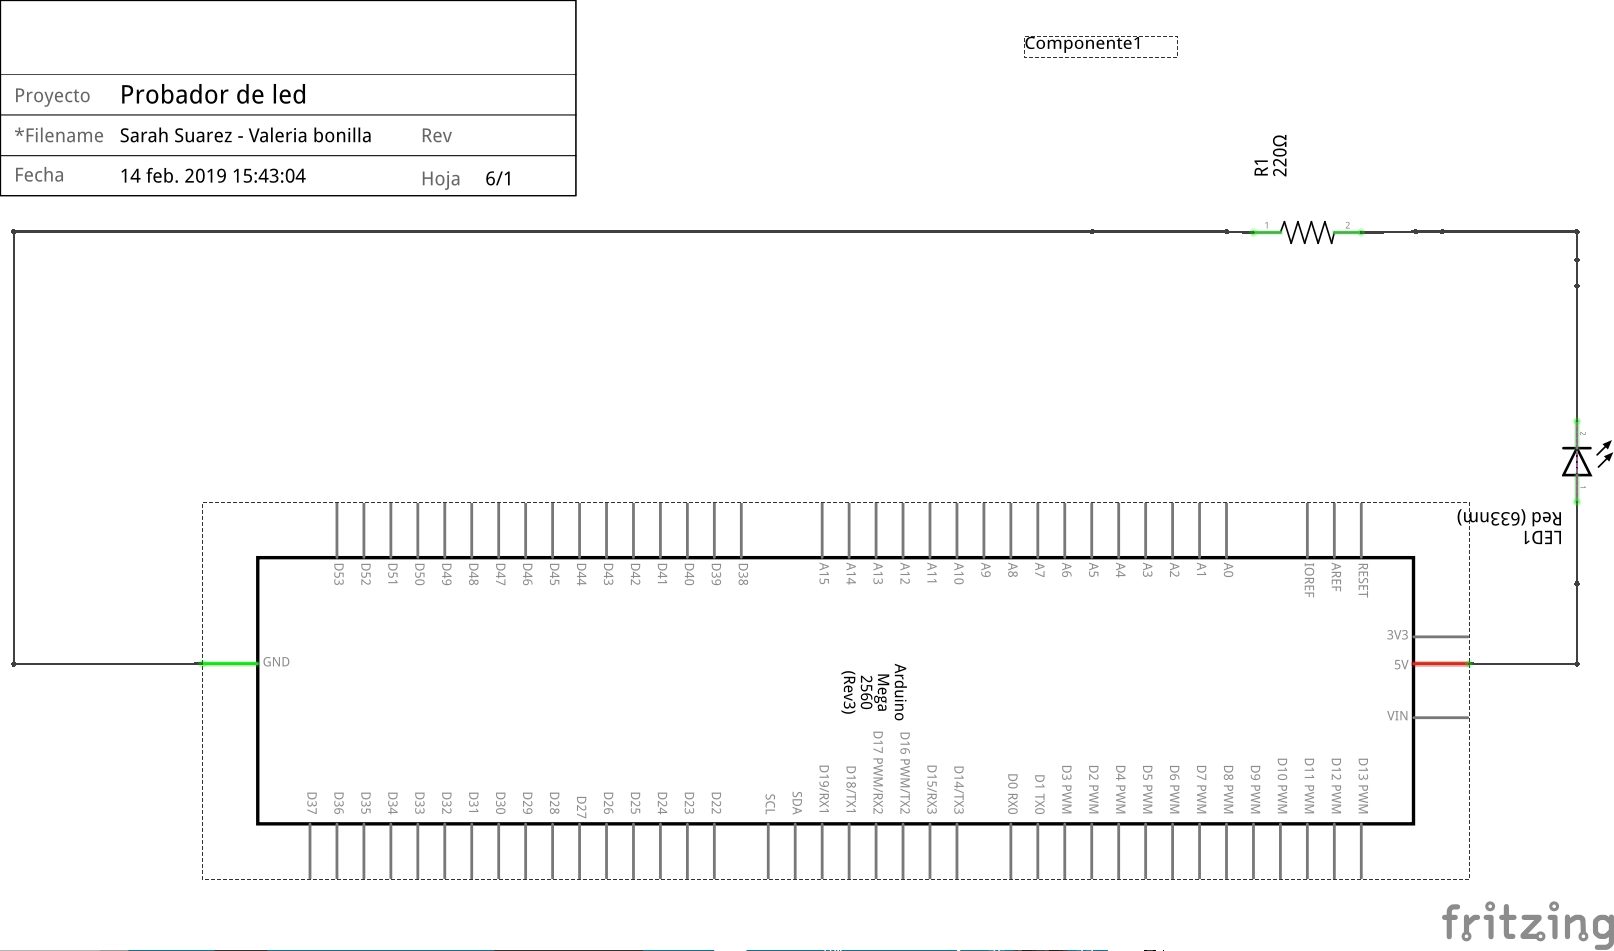 Componente1
Proyecto Probador de led
*Filename Sarah Suarez - Valeria bonilla Rev
Fecha 14 feb. 2019 15:43:04 Hoja 6/1
R1
220Ω
1 2
2
1
Red (633nm)
LED1
D53 D52 D51 D50 D49 D48 D47 D46 D45 D44 D43 D42 D41 D40 D39 D38 A15 A14 A13 A12 A11 A10 A9 A8 A7 A6 A5 A4 A3 A2 A1 A0 IOREF AREF RESET
3V3
GND
5V
VIN
Arduino
Mega
2560
(Rev3)
D37 D36 D35 D34 D33 D32 D31 D30 D29 D28 D27 D26 D25 D24 D23 D22 SCL SDA D19/RX1 D18/TX1 D17 PWM/RX2 D16 PWM/TX2 D15/RX3 D14/TX3 D0 RX0 D1 TX0 D3 PWM D2 PWM D4 PWM D5 PWM D6 PWM D7 PWM D8 PWM D9 PWM D10 PWM D11 PWM D12 PWM D13 PWM
fritzing